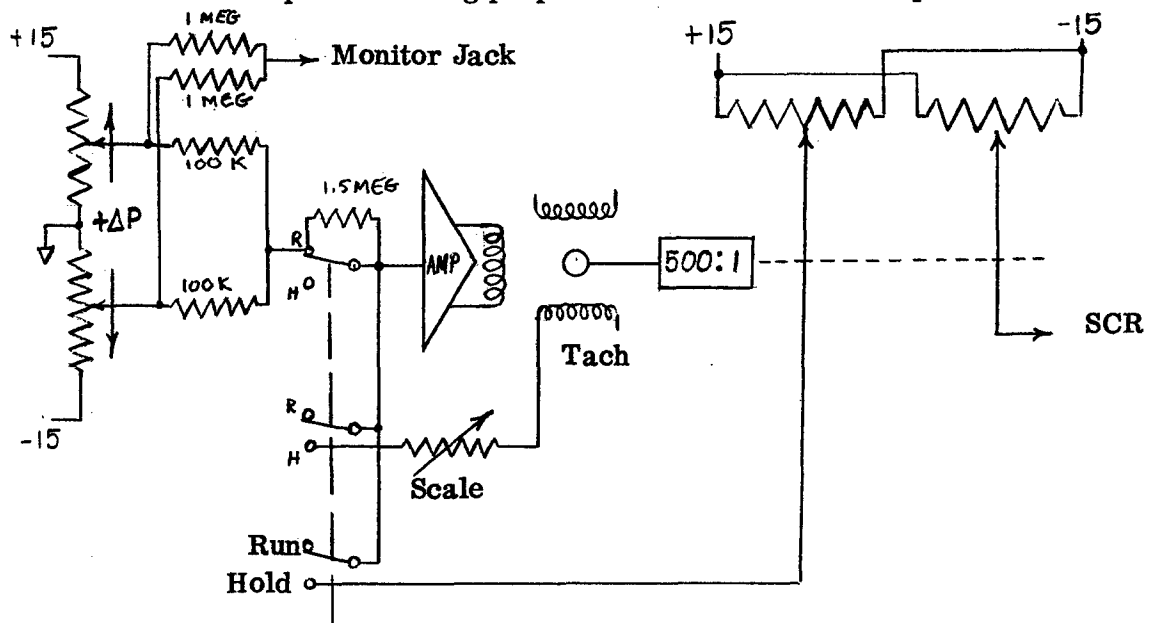 1 MEG
+15
Monitor Jack
1 MEG
+15
-15
100 K
1.5 MEG
+ΔP
R
AMP
500:1
H
100K
SCR
Tach
R
-15
H
Scale
Run
Hold